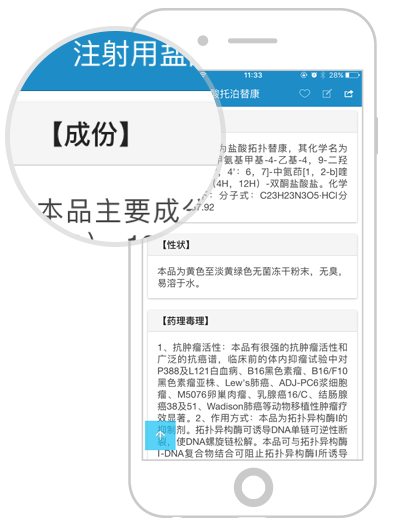 注射用盐
【成份】
本品主要成分
11:33
28%
酸托泊替康
为盐酸拓扑替康，其化学名为
甲氨基甲基-4-乙基-4，9-二羟
，4'：6，7]-中氮茚[1，2-b]喹
（4H，12H）-双酮盐酸盐。化学
：分子式：C23H23N3O5·HCl分
7.92
【性状】
本品为黄色至淡黄绿色无菌冻干粉末，无臭，
易溶于水。
【药理毒理】
1、抗肿瘤活性：本品有很强的抗肿瘤活性和
广泛的抗癌谱，临床前的体内抑瘤试验中对
P388及L121白血病、B16黑色素瘤、B16/F10
黑色素瘤亚株、Lew's肺癌、ADJ-PC6浆细胞
瘤、M5076卵巢肉瘤、乳腺癌16/C、结肠腺
癌38及51、Wadison肺癌等动物移植性肿瘤疗
效显著。2、作用方式：本品为拓扑异构酶I的
抑制剂。拓扑异构酶可诱导DNA单链可逆性断
裂，使DNA螺旋链松解。本品可与拓扑异构酶
I-DNA复合物结合可阻止拓扑异构酶I所诱导